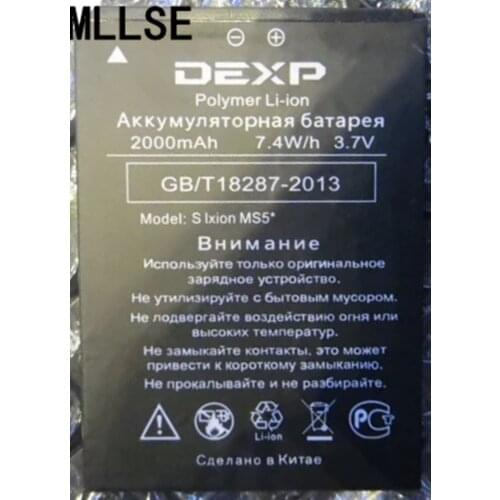 MLLSE
DEXP
Polymer Li-ion
Аккумуляторная батарея
2000mAh 7.4W/h 3.7V
GB/T18287-2013
Model: S Ixion MS5*
Внимание
Используйте только оригинальное
зарядное устройство.
Не утилизируйте с бытовым мусором.
Не подвергайте воздействию огня или
высоких температур.
Не замыкайте контакты, это может
привести к короткому замыканию.
Не прокалывайте и не разбирайте.
Li-ion
Сделано в Китае